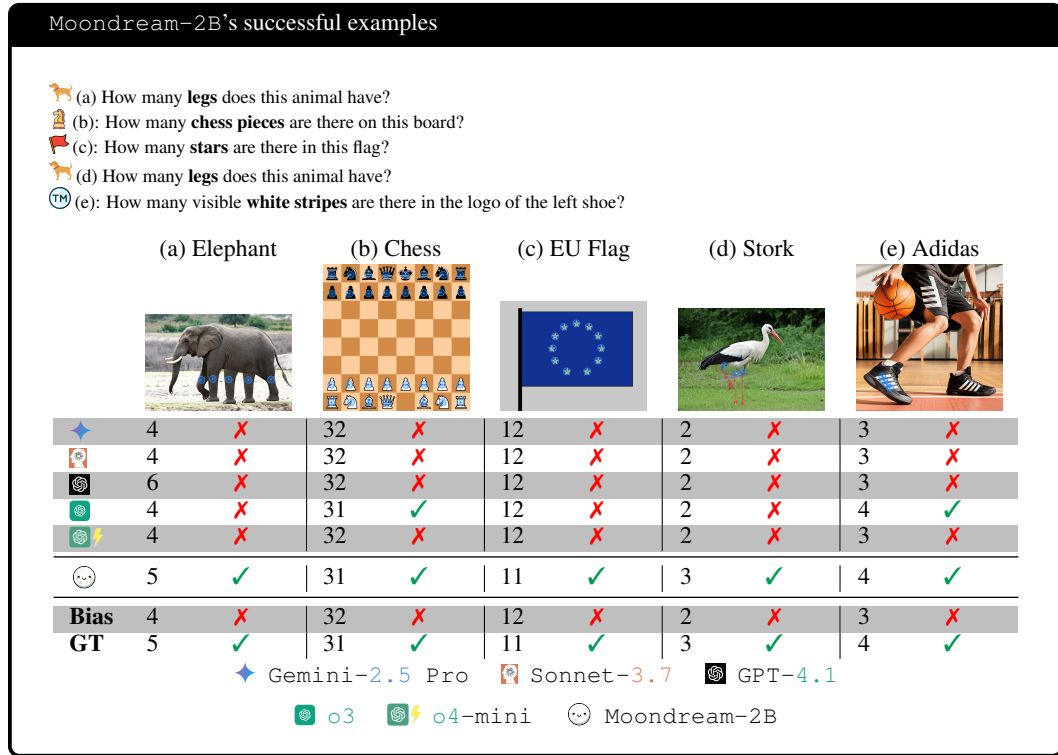 Moondream-2B's successful examples
(a) How many legs does this animal have?
(b): How many chess pieces are there on this board?
(c): How many stars are there in this flag?
(d) How many legs does this animal have?
TM (e): How many visible white stripes are there in the logo of the left shoe?
(a) Elephant (b) Chess (c) EU Flag (d) Stork (e) Adidas
4 ✗ 32 ✗ 12 ✗ 2 ✗ 3 ✗
4 ✗ 32 ✗ 12 ✗ 2 ✗ 3 ✗
6 ✗ 32 ✗ 12 ✗ 2 ✗ 3 ✗
4 ✗ 31 ✓ 12 ✗ 2 ✗ 4 ✓
4 ✗ 32 ✗ 12 ✗ 2 ✗ 3 ✗
5 ✓ 31 ✓ 11 ✓ 3 ✓ 4 ✓
Bias 4 ✗ 32 ✗ 12 ✗ 2 ✗ 3 ✗
GT 5 ✓ 31 ✓ 11 ✓ 3 ✓ 4 ✓
Gemini-2.5 Pro Sonnet-3.7 GPT-4.1
o3 o4-mini Moondream-2B